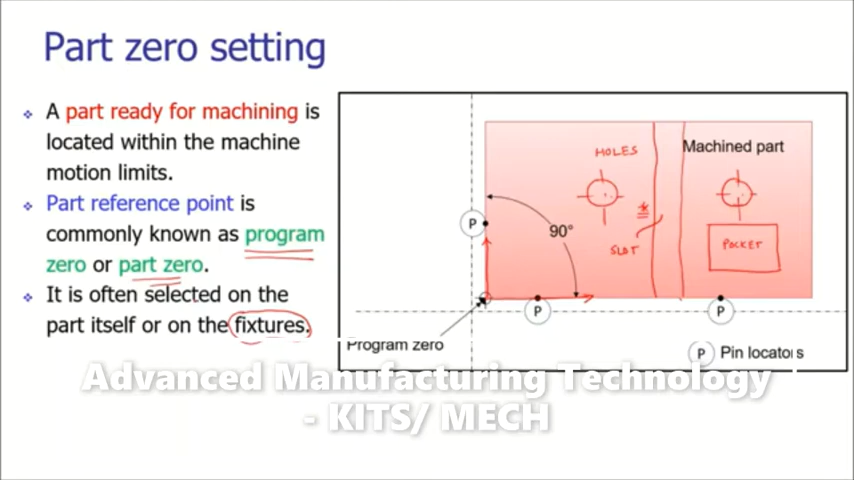 Part zero setting
❖ A part ready for machining is
located within the machine
motion limits.
❖ Part reference point is
commonly known as program
zero or part zero.
❖ It is often selected on the
part itself or on the fixtures.
HOLES
Machined part
P
90°
SLOT
POCKET
P
P
Program zero
P Pin locators
Advanced Manufacturing Technology
- KITS/ MECH